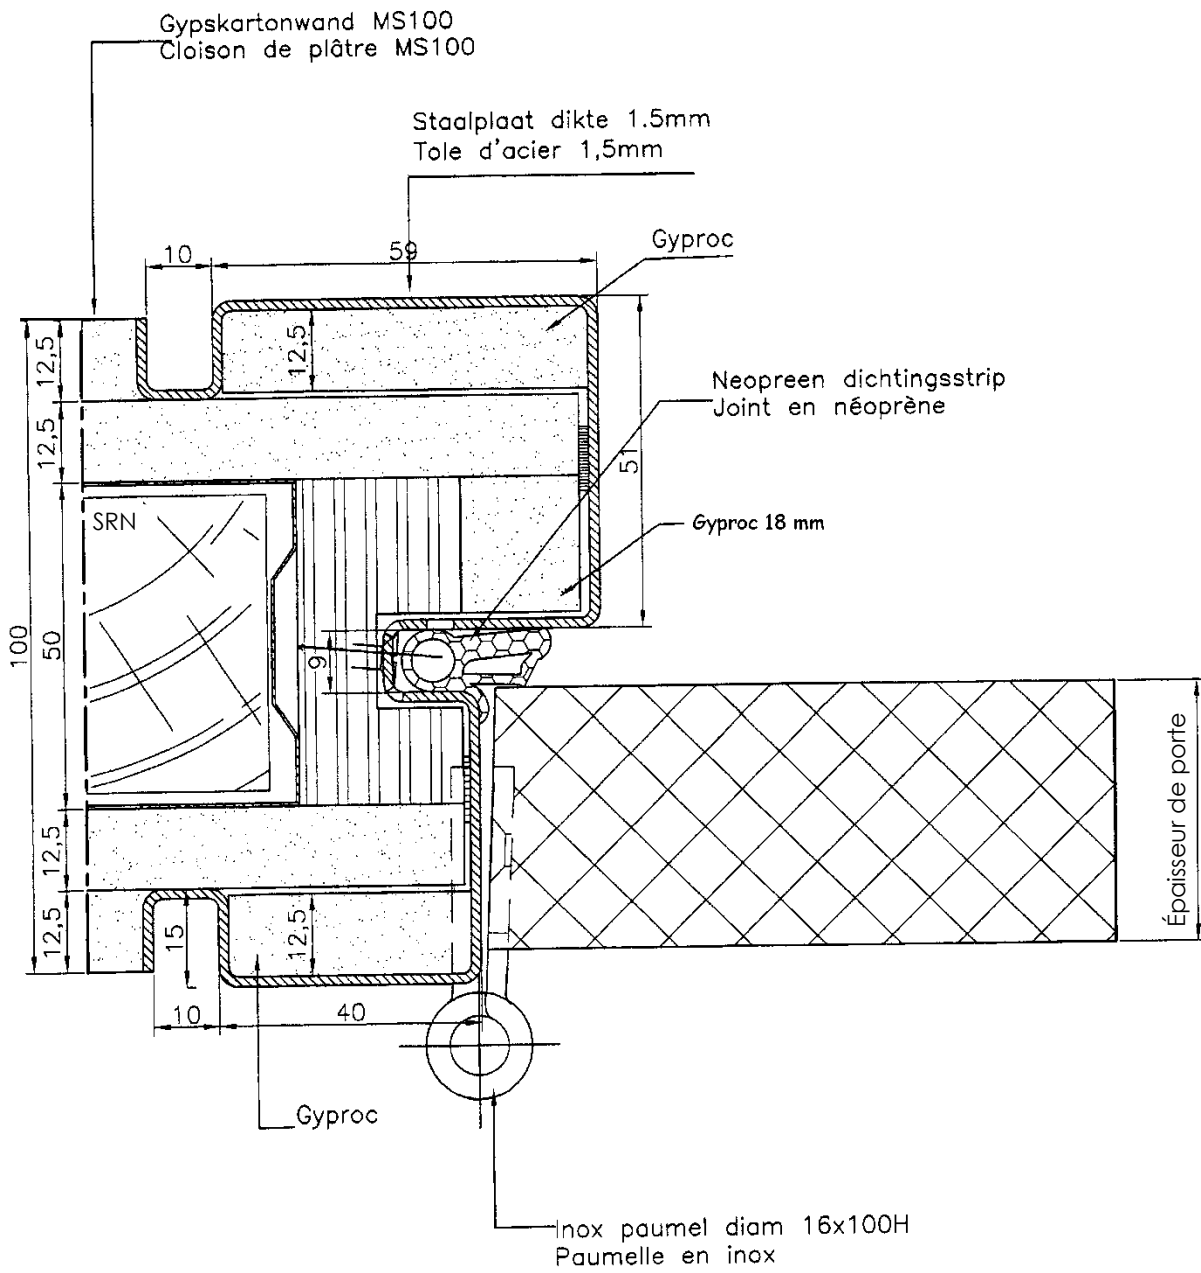 Gypskartonwand MS100
Cloison de plâtre MS100
Staalplaat dikte 1.5mm
Tole d'acier 1,5mm
Gyproc
10
59
12,5
12,5
12,5
Neopreen dichtingsstrip
Joint en néoprène
51
SRN
Gyproc 18 mm
100
50
9
Épaisseur de porte
12,5
12,5
15
12,5
10
40
Gyproc
Inox paumel diam 16x100H
Paumelle en inox